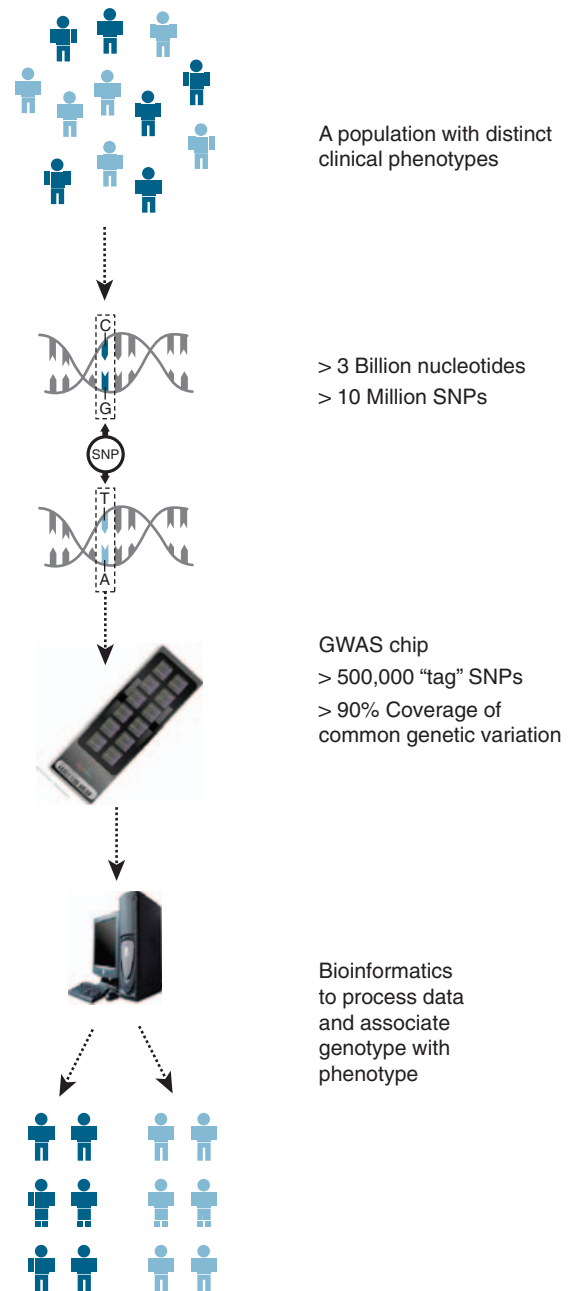 A population with distinct
clinical phenotypes
C
G
> 3 Billion nucleotides
> 10 Million SNPs
SNP
T
A
GWAS chip
> 500,000 “tag” SNPs
> 90% Coverage of
common genetic variation
Bioinformatics
to process data
and associate
genotype with
phenotype